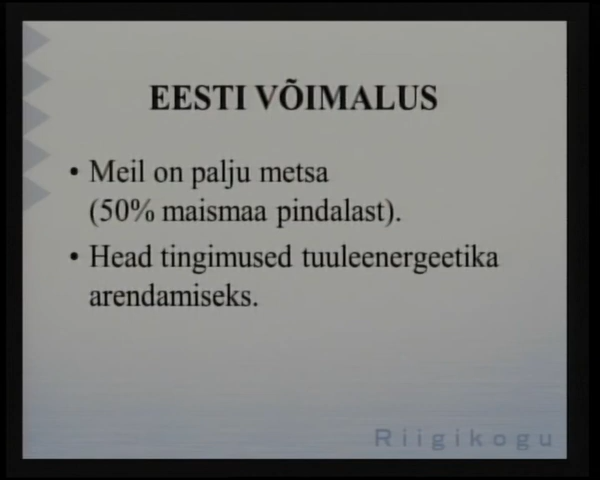 EESTI VÕIMALUS
• Meil on palju metsa
(50% maismaa pindalast).
• Head tingimused tuuleenergeetika
arendamiseks.
Riigikogu